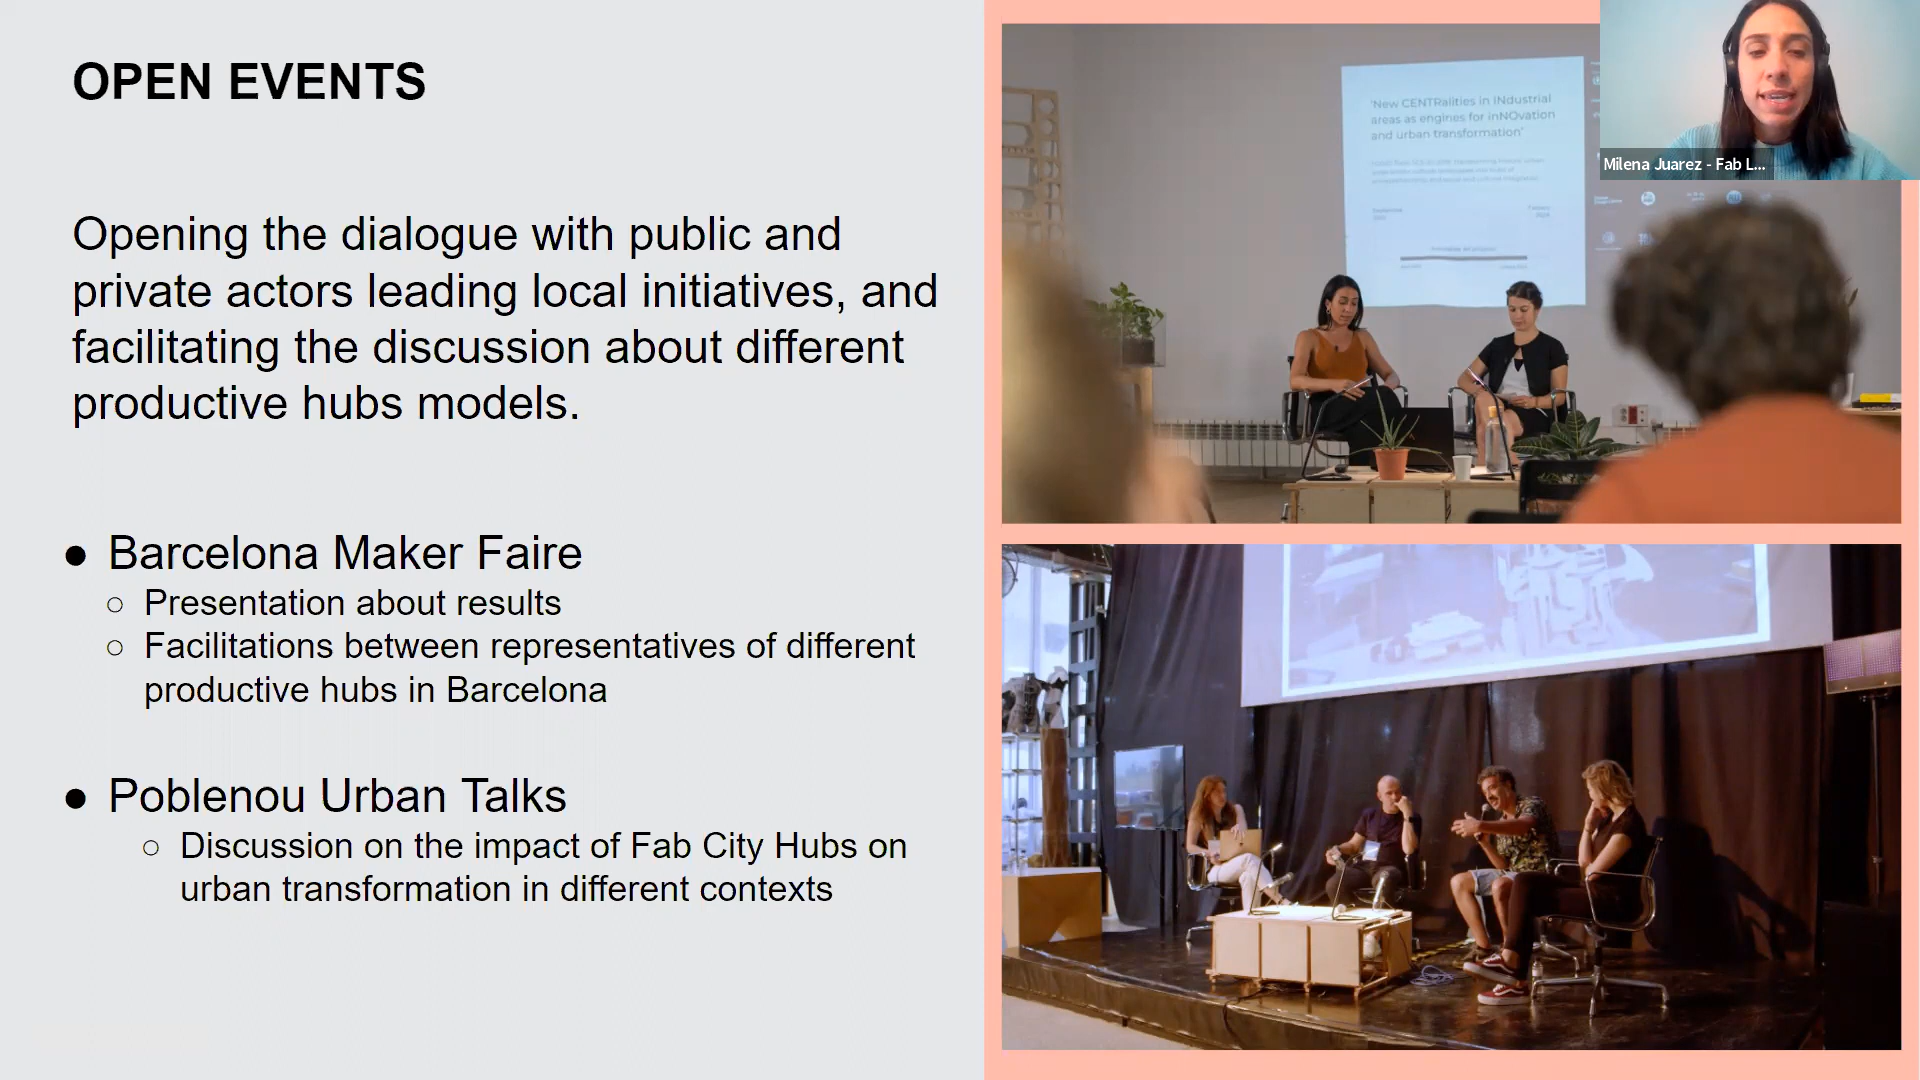 OPEN EVENTS
Opening the dialogue with public and
private actors leading local initiatives, and
facilitating the discussion about different
productive hubs models.
● Barcelona Maker Faire
○ Presentation about results
○ Facilitations between representatives of different
productive hubs in Barcelona
● Poblenou Urban Talks
○ Discussion on the impact of Fab City Hubs on
urban transformation in different contexts
'New CENTRalities in INdustrial
areas as engines for inNOvation
and urban transformation'
Milena Juarez - Fab L...